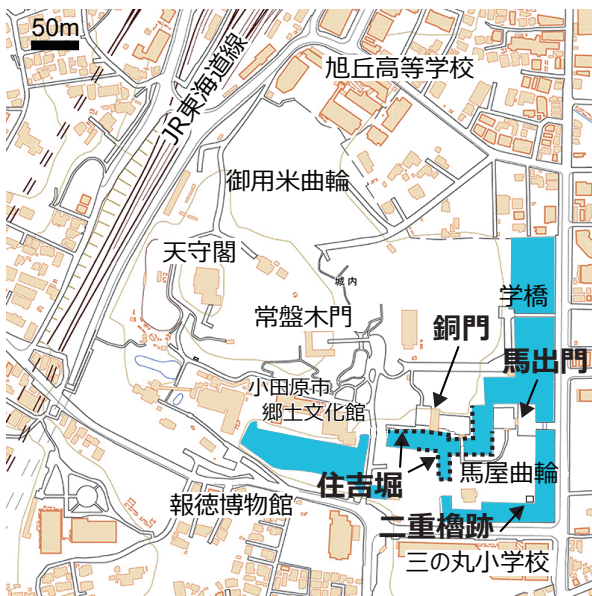 50m
旭丘高等学校
JR東海道線
御用米曲輪
天守閣
城内
学橋
常盤木門
銅門
馬出門
小田原市
郷土文化館
住吉堀
馬屋曲輪
報徳博物館
二重櫓跡
三の丸小学校